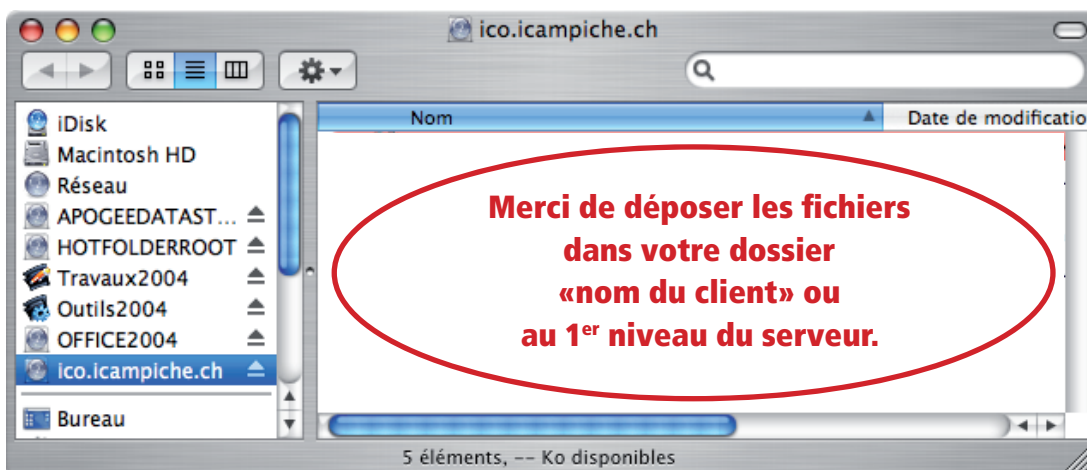 ico.icampiche.ch
Nom
Date de modificatio
iDisk
Macintosh HD
Réseau
APOGEEDATAST...
HOTFOLDERROOT
Travaux2004
Outils2004
OFFICE2004
ico.icampiche.ch
Bureau
Merci de déposer les fichiers
dans votre dossier
«nom du client» ou
au 1er niveau du serveur.
5 éléments, -- Ko disponibles